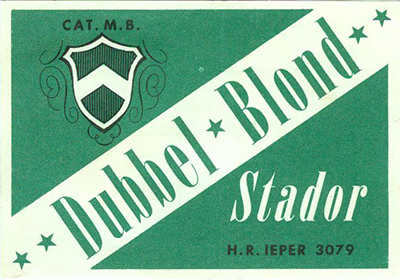 CAT. M.B.
Dubbel ★ Blond
Stador
H.R. IEPER 3079